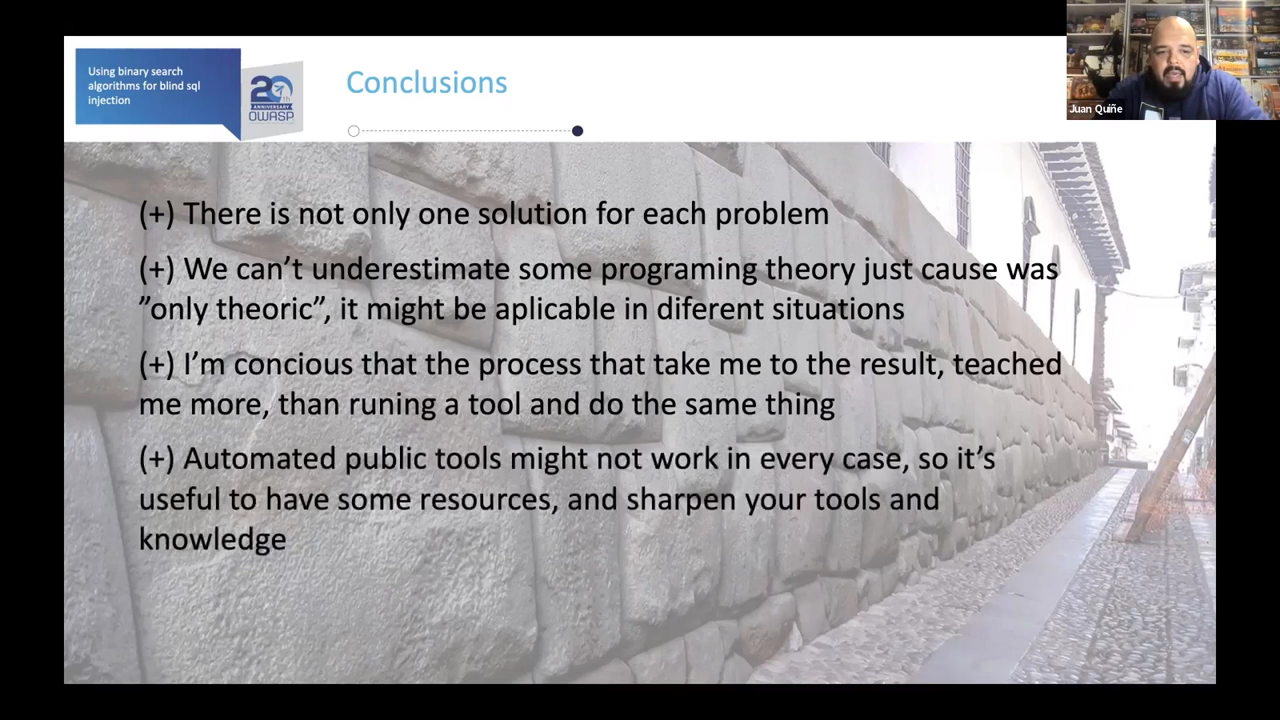 Using binary search
algorithms for blind sql
injection
20th
ANNIVERSARY
OWASP
Conclusions
Juan Quiñe
(+) There is not only one solution for each problem
(+) We can’t underestimate some programing theory just cause was
”only theoric”, it might be aplicable in diferent situations
(+) I’m concious that the process that take me to the result, teached
me more, than runing a tool and do the same thing
(+) Automated public tools might not work in every case, so it’s
useful to have some resources, and sharpen your tools and
knowledge